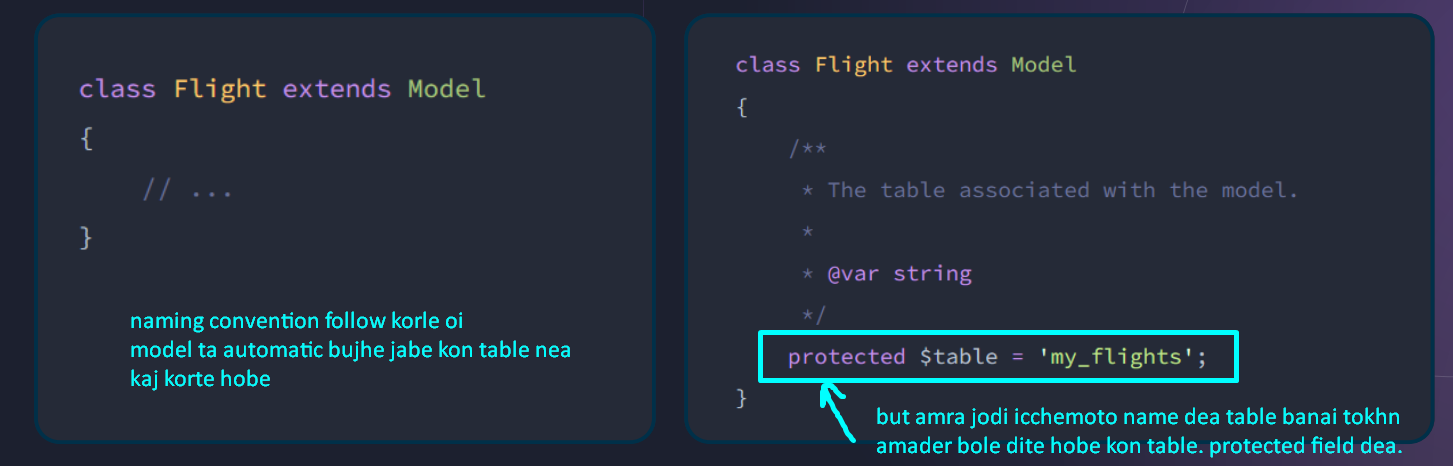 class Flight extends Model
{
// ...
}
naming convention follow korle oi
model ta automatic bujhe jabe kon table nea
kaj korte hobe
class Flight extends Model
{
/**
* The table associated with the model.
*
* @var string
*/
protected $table = 'my_flights';
}
but amra jodi icchemoto name dea table banai tokhn
amader bole dite hobe kon table. protected field dea.